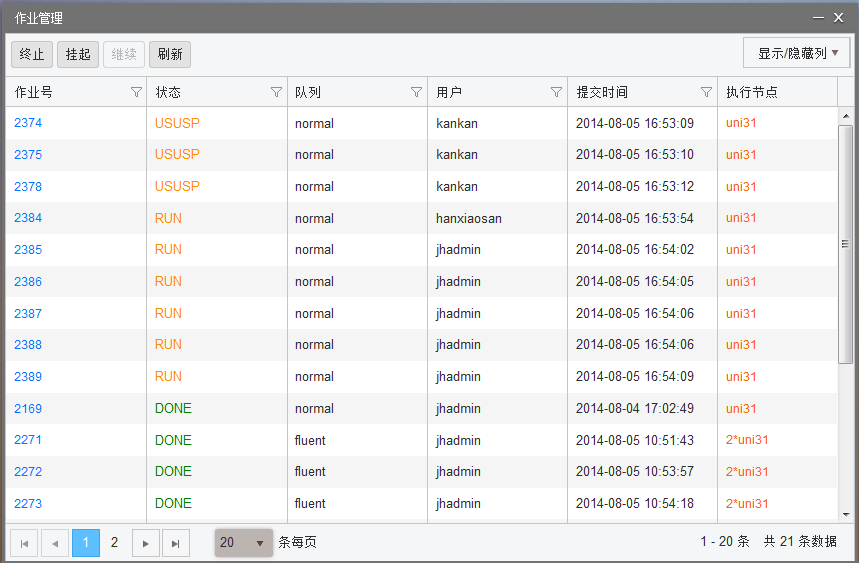 作业管理
终止 挂起 继续 刷新 显示/隐藏列
作业号 状态 队列 用户 提交时间 执行节点
2374 USUSP normal kankan 2014-08-05 16:53:09 uni31
2375 USUSP normal kankan 2014-08-05 16:53:10 uni31
2378 USUSP normal kankan 2014-08-05 16:53:12 uni31
2384 RUN normal hanxiaosan 2014-08-05 16:53:54 uni31
2385 RUN normal jhadmin 2014-08-05 16:54:02 uni31
2386 RUN normal jhadmin 2014-08-05 16:54:05 uni31
2387 RUN normal jhadmin 2014-08-05 16:54:06 uni31
2388 RUN normal jhadmin 2014-08-05 16:54:06 uni31
2389 RUN normal jhadmin 2014-08-05 16:54:09 uni31
2169 DONE normal jhadmin 2014-08-04 17:02:49 uni31
2271 DONE fluent jhadmin 2014-08-05 10:51:43 2*uni31
2272 DONE fluent jhadmin 2014-08-05 10:53:57 2*uni31
2273 DONE fluent jhadmin 2014-08-05 10:54:18 2*uni31
1 2 20 条每页 1 - 20 条 共 21 条数据